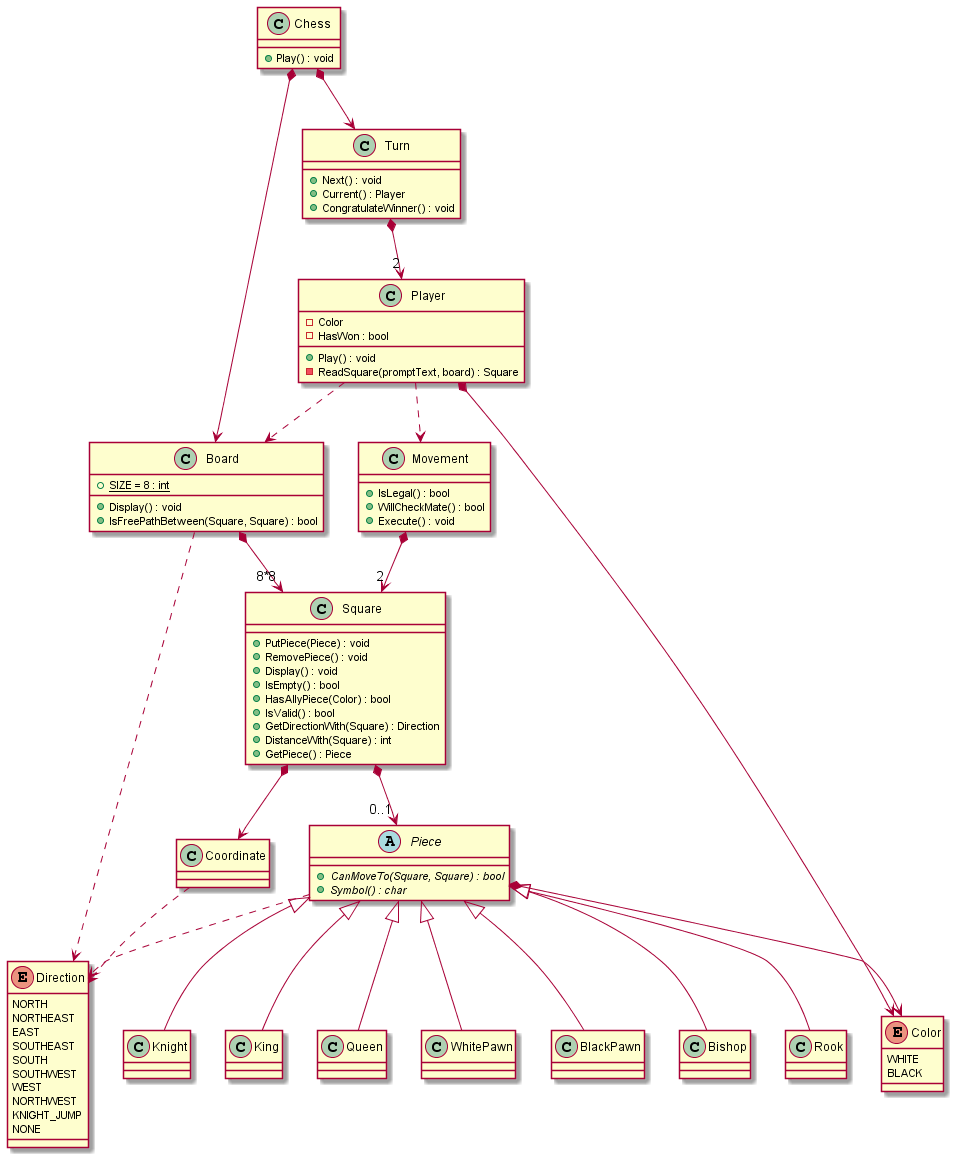 C Chess
Play() : void
C Turn
Next() : void
Current() : Player
CongratulateWinner() : void
2
C Player
Color
HasWon : bool
Play() : void
ReadSquare(promptText, board) : Square
C Board
SIZE = 8 : int
Display() : void
IsFreePathBetween(Square, Square) : bool
C Movement
IsLegal() : bool
WillCheckMate() : bool
Execute() : void
8*8
2
C Square
PutPiece(Piece) : void
RemovePiece() : void
Display() : void
IsEmpty() : bool
HasAllyPiece(Color) : bool
IsValid() : bool
GetDirectionWith(Square) : Direction
DistanceWith(Square) : int
GetPiece() : Piece
0..1
C Coordinate
A Piece
CanMoveTo(Square, Square) : bool
Symbol() : char
E Direction
NORTH
NORTHEAST
EAST
SOUTHEAST
SOUTH
SOUTHWEST
WEST
NORTHWEST
KNIGHT_JUMP
NONE
C Knight
C King
C Queen
C WhitePawn
C BlackPawn
C Bishop
C Rook
E Color
WHITE
BLACK